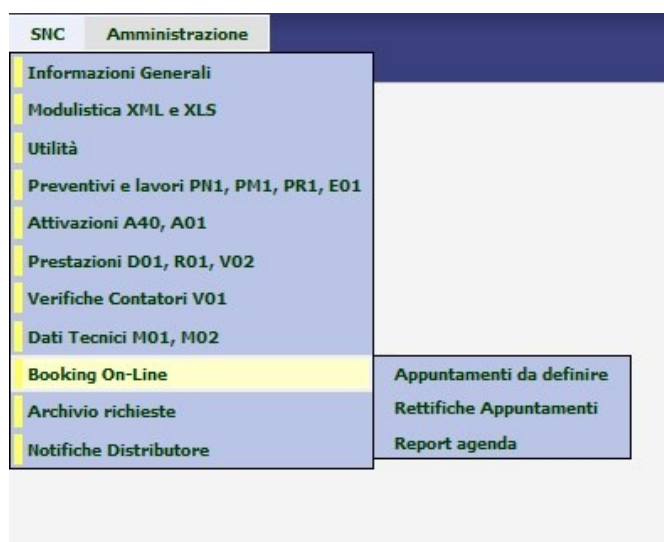 SNC Amministrazione
Informazioni Generali
Modulistica XML e XLS
Utilità
Preventivi e lavori PN1, PM1, PR1, E01
Attivazioni A40, A01
Prestazioni D01, R01, V02
Verifiche Contatori V01
Dati Tecnici M01, M02
Booking On-Line
Archivio richieste
Notifiche Distributore
Appuntamenti da definire
Rettifiche Appuntamenti
Report agenda